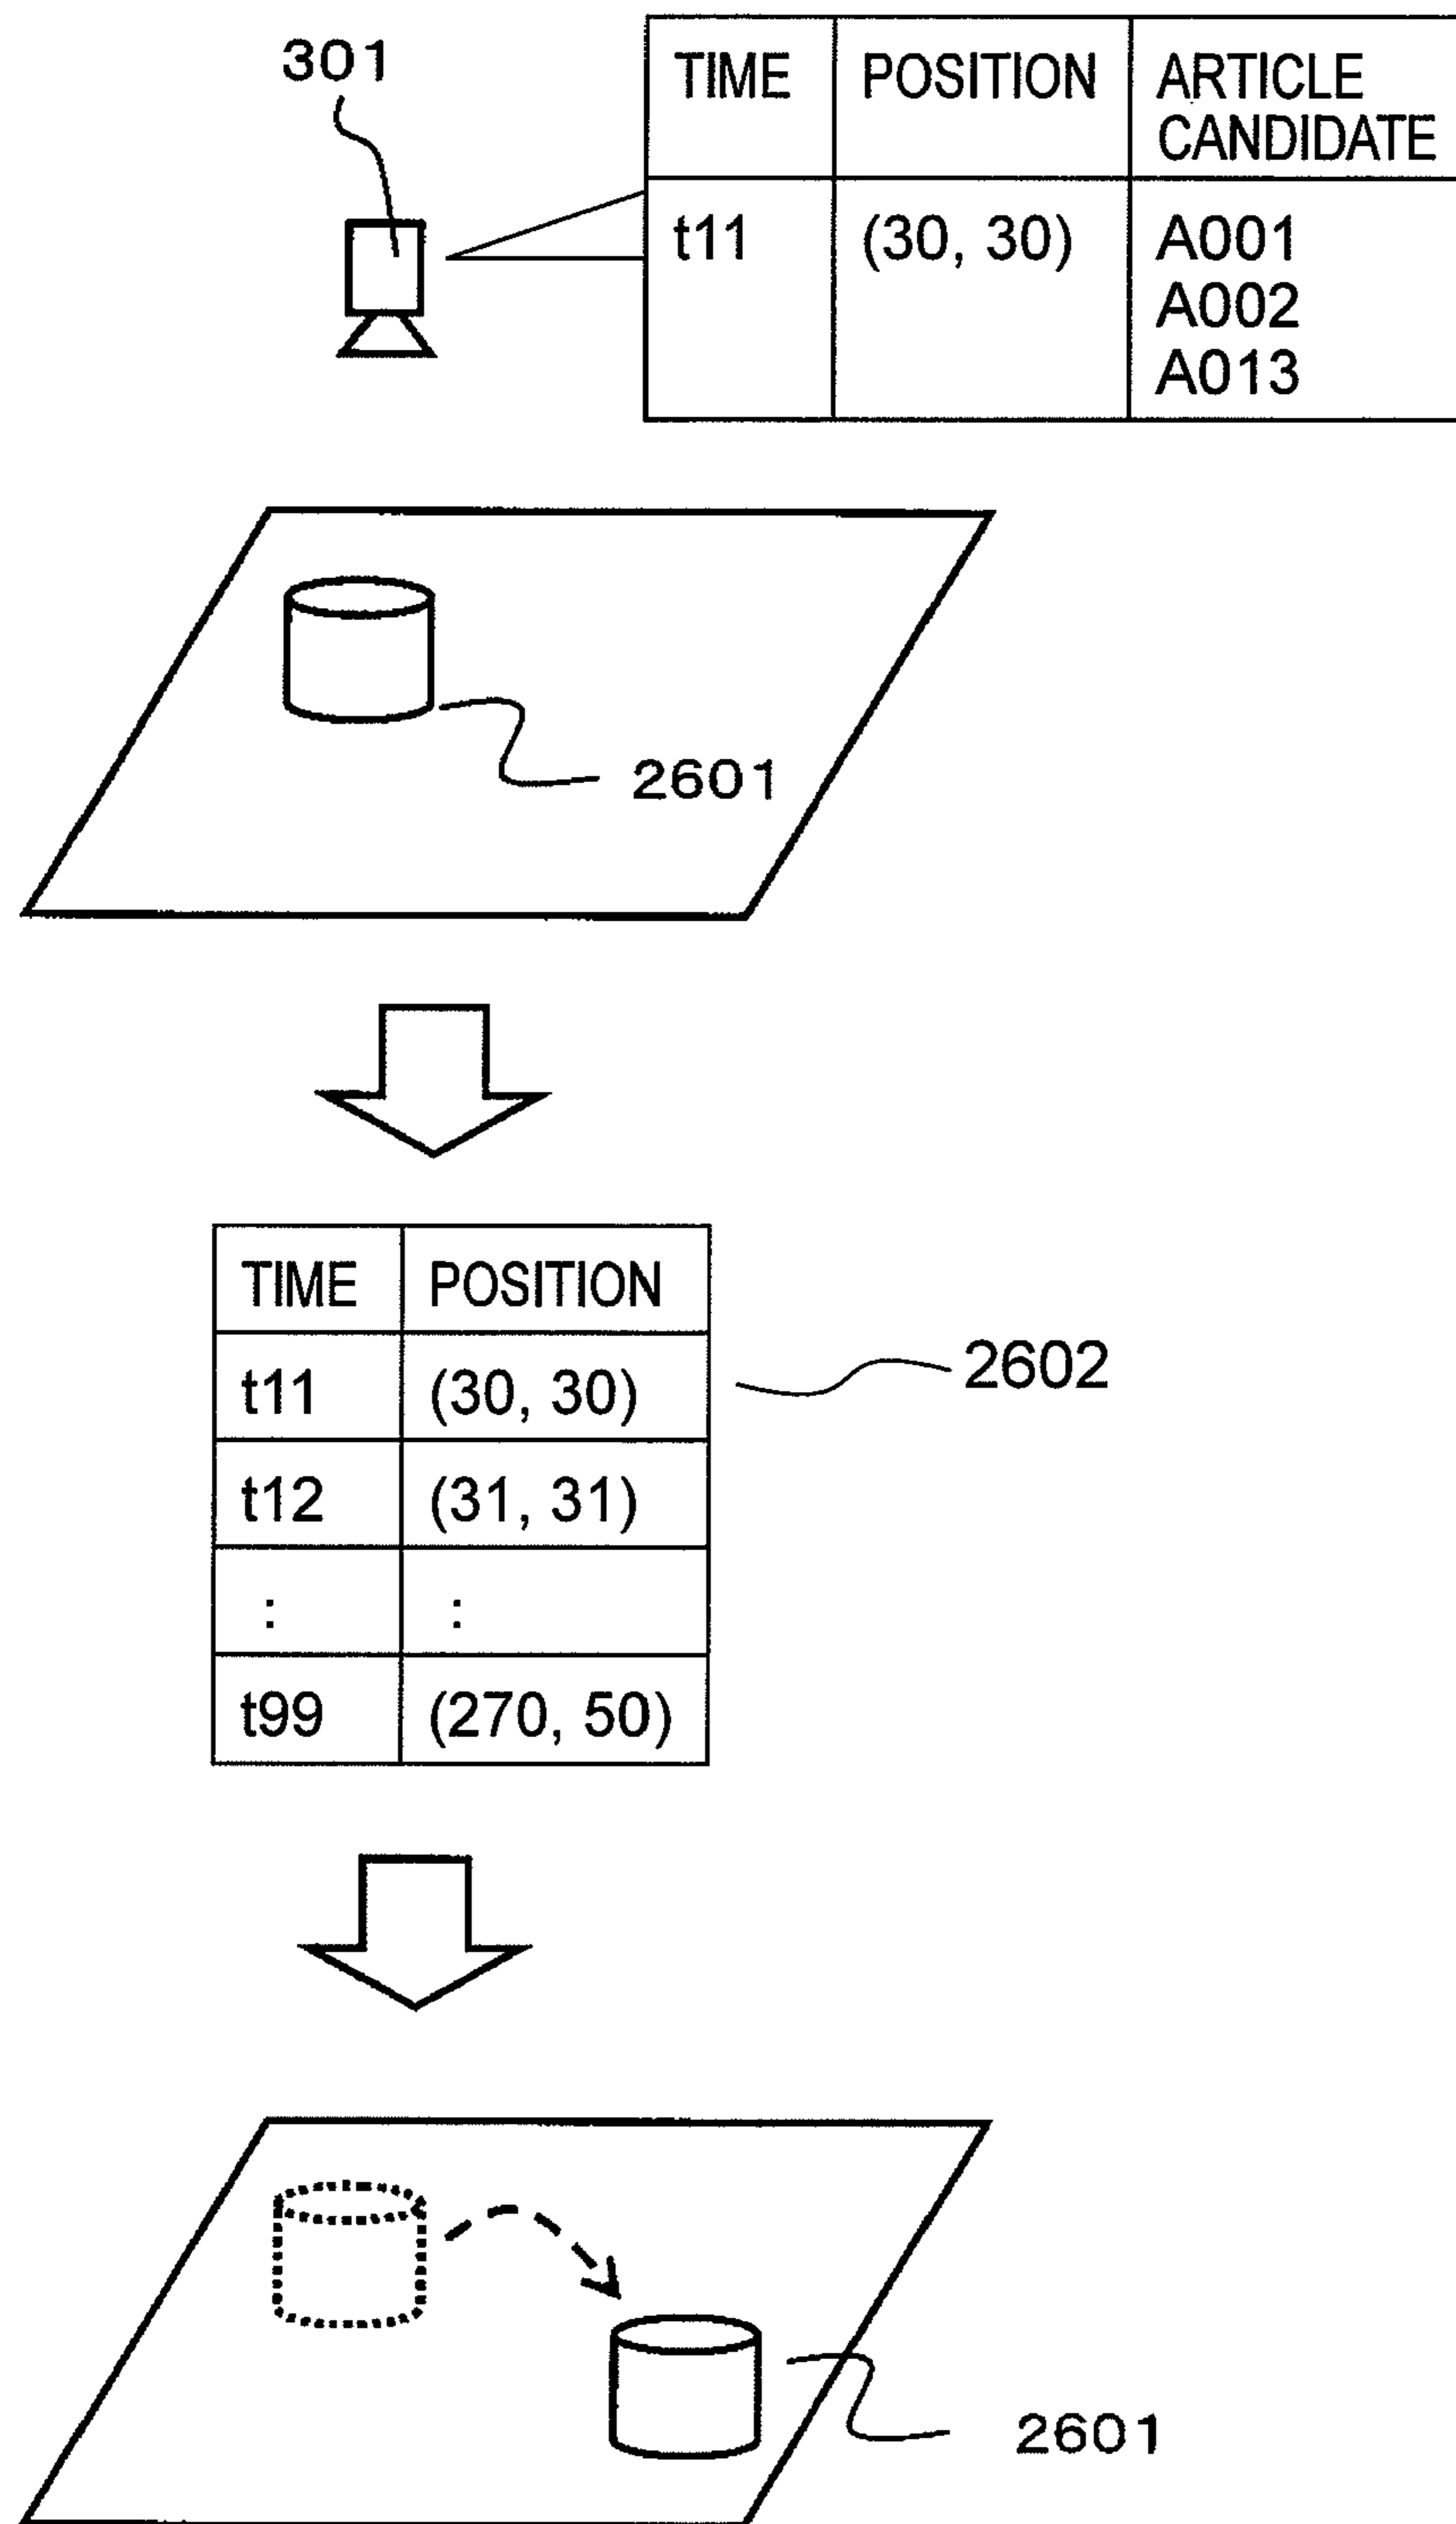 301
TIME POSITION ARTICLE
CANDIDATE
t11 (30, 30) A001
A002
A013
2601
TIME POSITION
t11 (30, 30)
2602
t12 (31, 31)
: :
t99 (270, 50)
2601